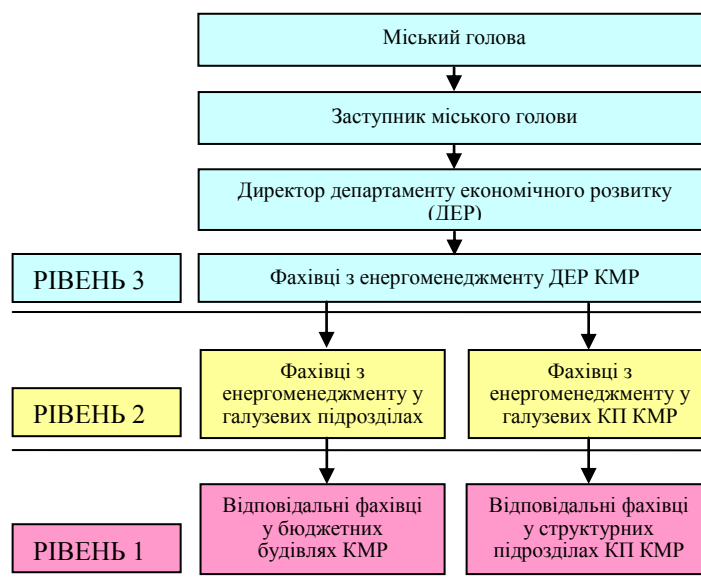 Міський голова
Заступник міського голови
Директор департаменту економічного розвитку
(ДЕР)
РІВЕНЬ 3
Фахівці з енергоменеджменту ДЕР КМР
РІВЕНЬ 2
Фахівці з
енергоменеджменту у
галузевих підрозділах
Фахівці з
енергоменеджменту у
галузевих КП КМР
РІВЕНЬ 1
Відповідальні фахівці
у бюджетних
будівлях КМР
Відповідальні фахівці
у структурних
підрозділах КП КМР